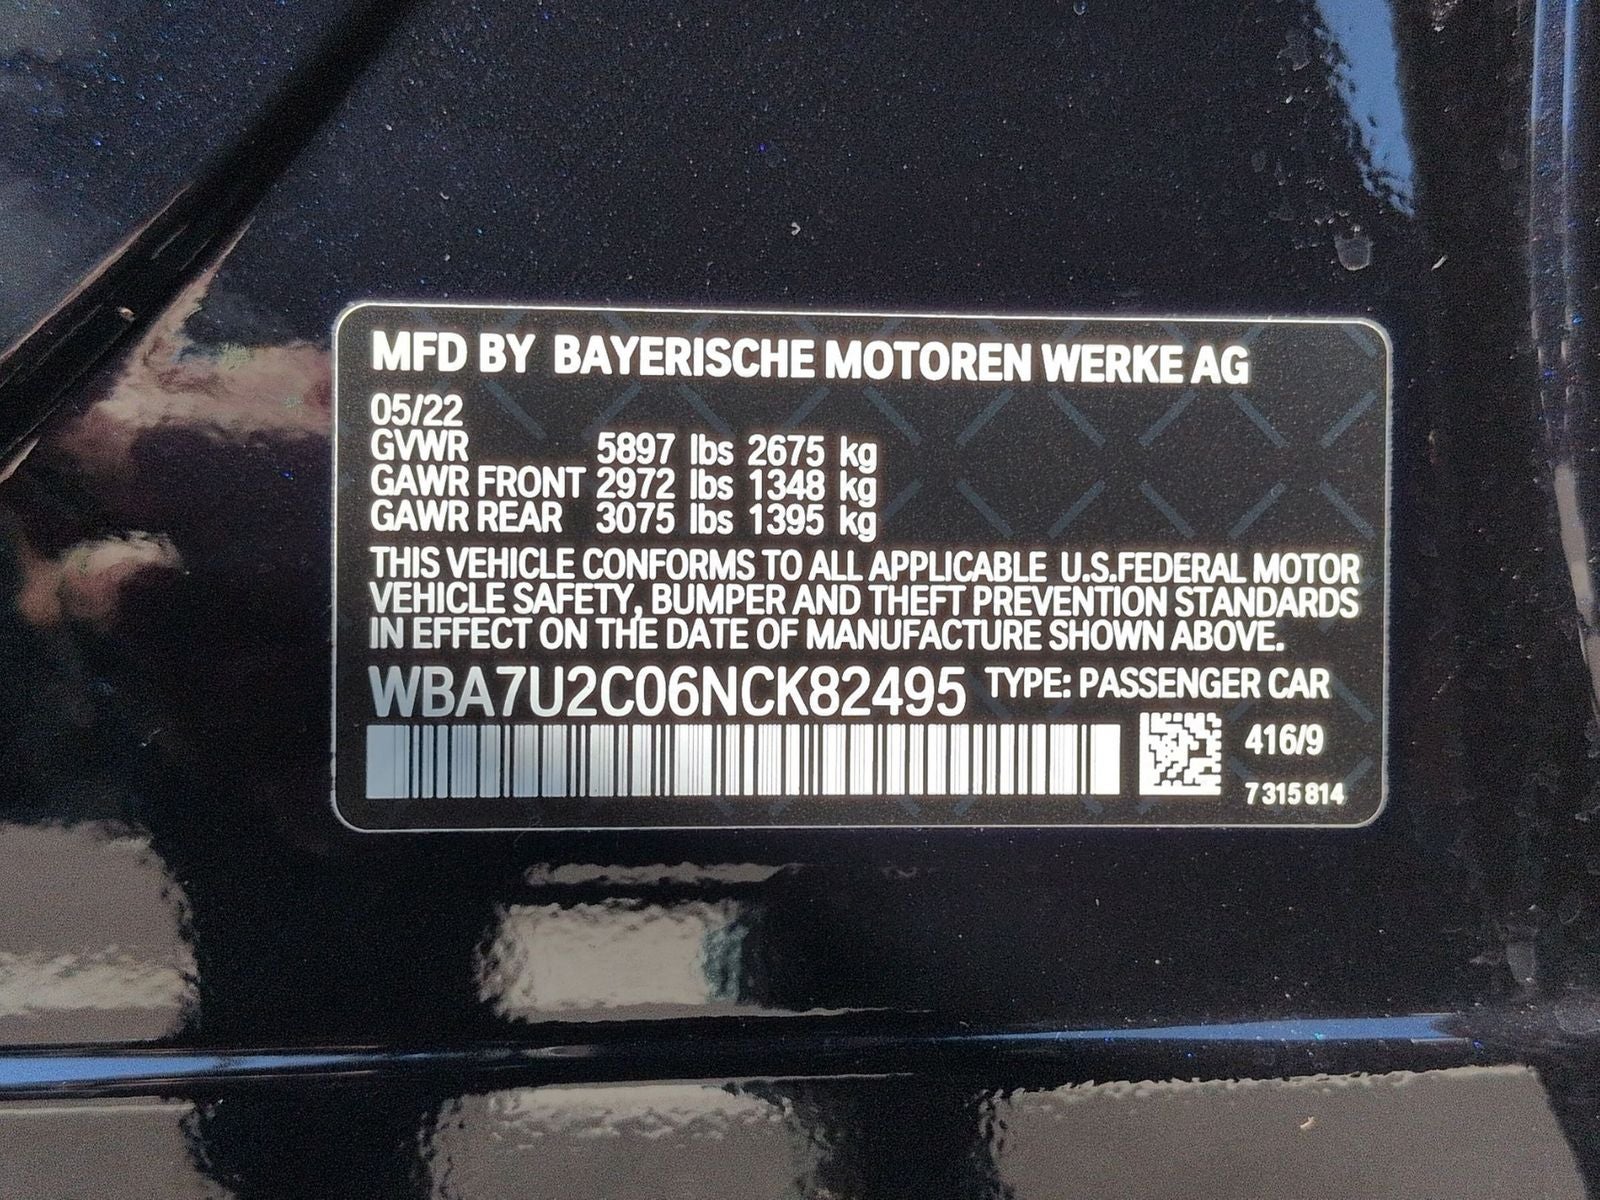 MFD BY BAYERISCHE MOTOREN WERKE AG
05/22
GVWR 5897 lbs 2675 kg
GAWR FRONT 2972 lbs 1348 kg
GAWR REAR 3075 lbs 1395 kg
THIS VEHICLE CONFORMS TO ALL APPLICABLE U.S.FEDERAL MOTOR
VEHICLE SAFETY, BUMPER AND THEFT PREVENTION STANDARDS
IN EFFECT ON THE DATE OF MANUFACTURE SHOWN ABOVE.
WBA7U2C06NCK82495 TYPE: PASSENGER CAR
416/9
7 315 814